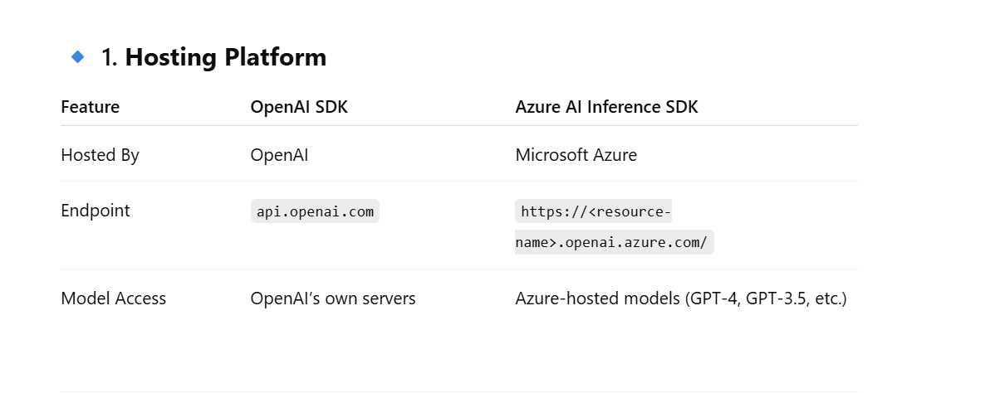 1. Hosting Platform
Feature OpenAI SDK Azure AI Inference SDK
Hosted By OpenAI Microsoft Azure
Endpoint api.openai.com https://<resource-
name>.openai.azure.com/
Model Access OpenAI’s own servers Azure-hosted models (GPT-4, GPT-3.5, etc.)